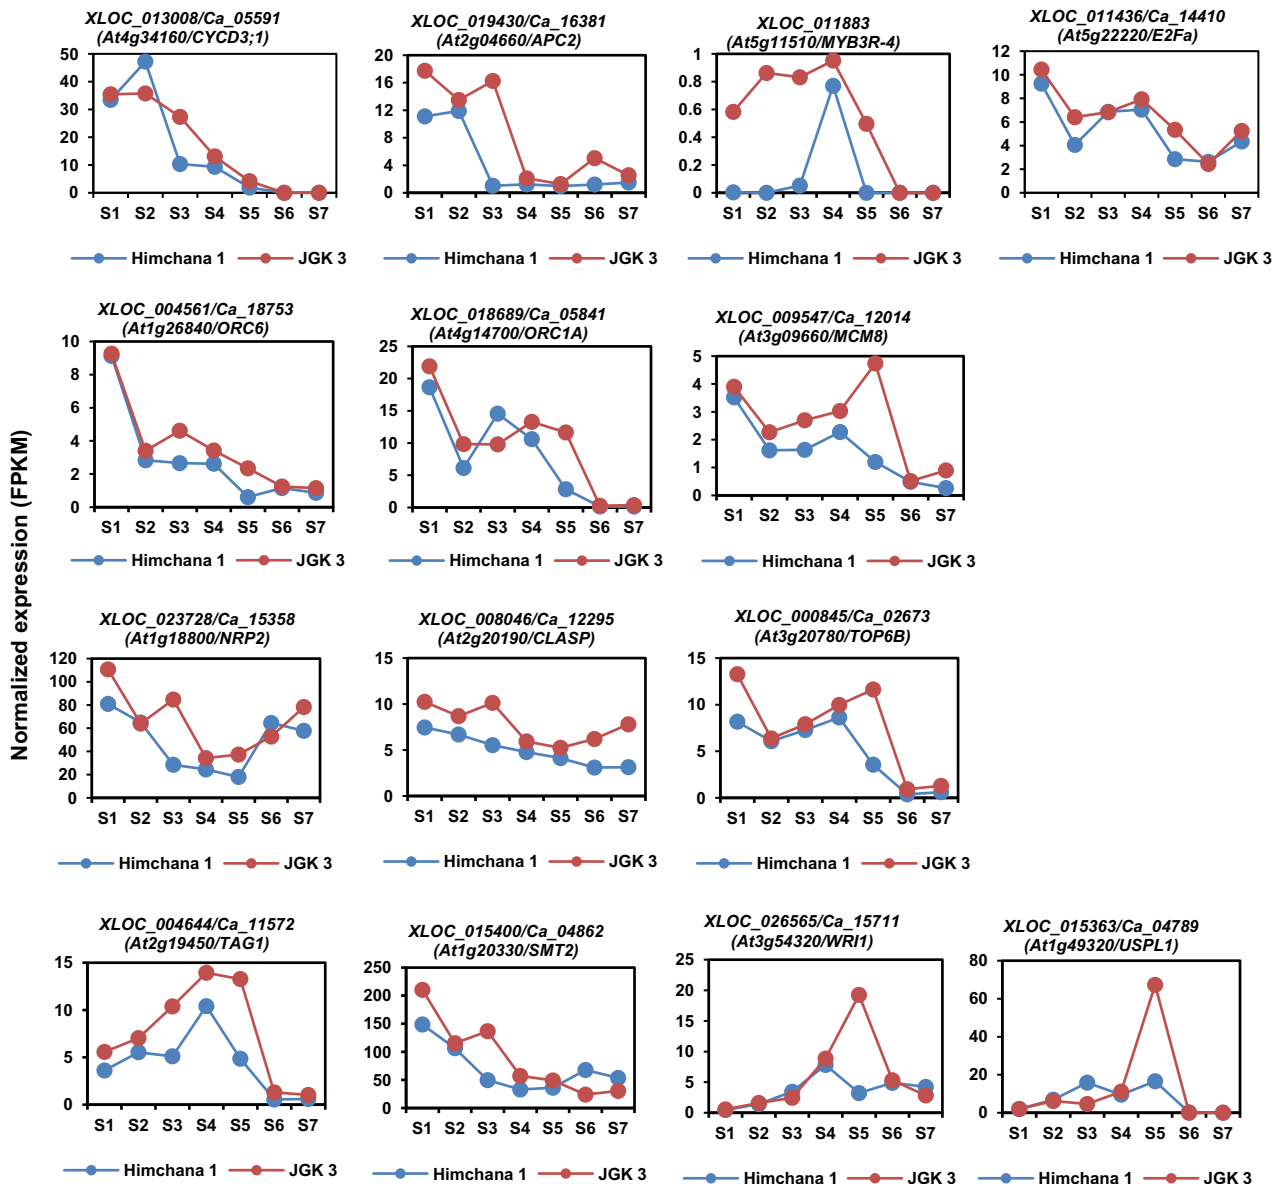 Normalized expression (FPKM)
XLOC_013008/Ca_05591
(At4g34160/CYCD3;1)
50
40
30
20
10
0
S1 S2 S3 S4 S5 S6 S7
Himchana 1 JGK 3
XLOC_019430/Ca_16381
(At2g04660/APC2)
20
16
12
8
4
0
S1 S2 S3 S4 S5 S6 S7
Himchana 1 JGK 3
XLOC_011883
(At5g11510/MYB3R-4)
1
0.8
0.6
0.4
0.2
0
S1 S2 S3 S4 S5 S6 S7
Himchana 1 JGK 3
XLOC_011436/Ca_14410
(At5g22220/E2Fa)
12
10
8
6
4
2
0
S1 S2 S3 S4 S5 S6 S7
Himchana 1 JGK 3
XLOC_004561/Ca_18753
(At1g26840/ORC6)
10
8
6
4
2
0
S1 S2 S3 S4 S5 S6 S7
Himchana 1 JGK 3
XLOC_018689/Ca_05841
(At4g14700/ORC1A)
25
20
15
10
5
0
S1 S2 S3 S4 S5 S6 S7
Himchana 1 JGK 3
XLOC_009547/Ca_12014
(At3g09660/MCM8)
5
4
3
2
1
0
S1 S2 S3 S4 S5 S6 S7
Himchana 1 JGK 3
XLOC_023728/Ca_15358
(At1g18800/NRP2)
120
100
80
60
40
20
0
S1 S2 S3 S4 S5 S6 S7
Himchana 1 JGK 3
XLOC_008046/Ca_12295
(At2g20190/CLASP)
15
10
5
0
S1 S2 S3 S4 S5 S6 S7
Himchana 1 JGK 3
XLOC_000845/Ca_02673
(At3g20780/TOP6B)
15
10
5
0
S1 S2 S3 S4 S5 S6 S7
Himchana 1 JGK 3
XLOC_004644/Ca_11572
(At2g19450/TAG1)
15
10
5
0
S1 S2 S3 S4 S5 S6 S7
Himchana 1 JGK 3
XLOC_015400/Ca_04862
(At1g20330/SMT2)
250
200
150
100
50
0
S1 S2 S3 S4 S5 S6 S7
Himchana 1 JGK 3
XLOC_026565/Ca_15711
(At3g54320/WRI1)
25
20
15
10
5
0
S1 S2 S3 S4 S5 S6 S7
Himchana 1 JGK 3
XLOC_015363/Ca_04789
(At1g49320/USPL1)
80
60
40
20
0
S1 S2 S3 S4 S5 S6 S7
Himchana 1 JGK 3